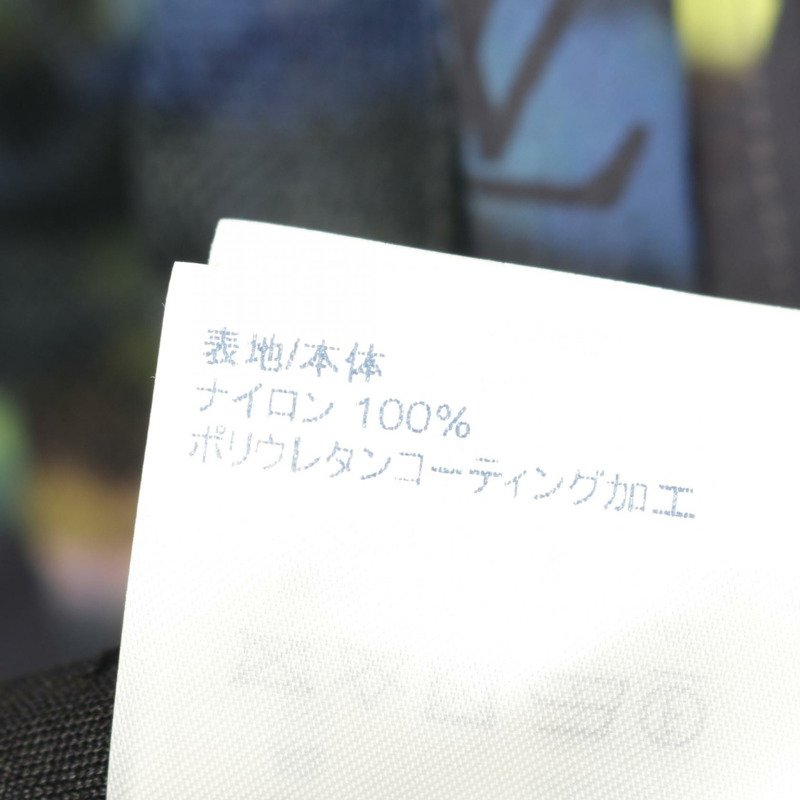 表地/本体
ナイロン 100%
ポリウレタンコーティング加工